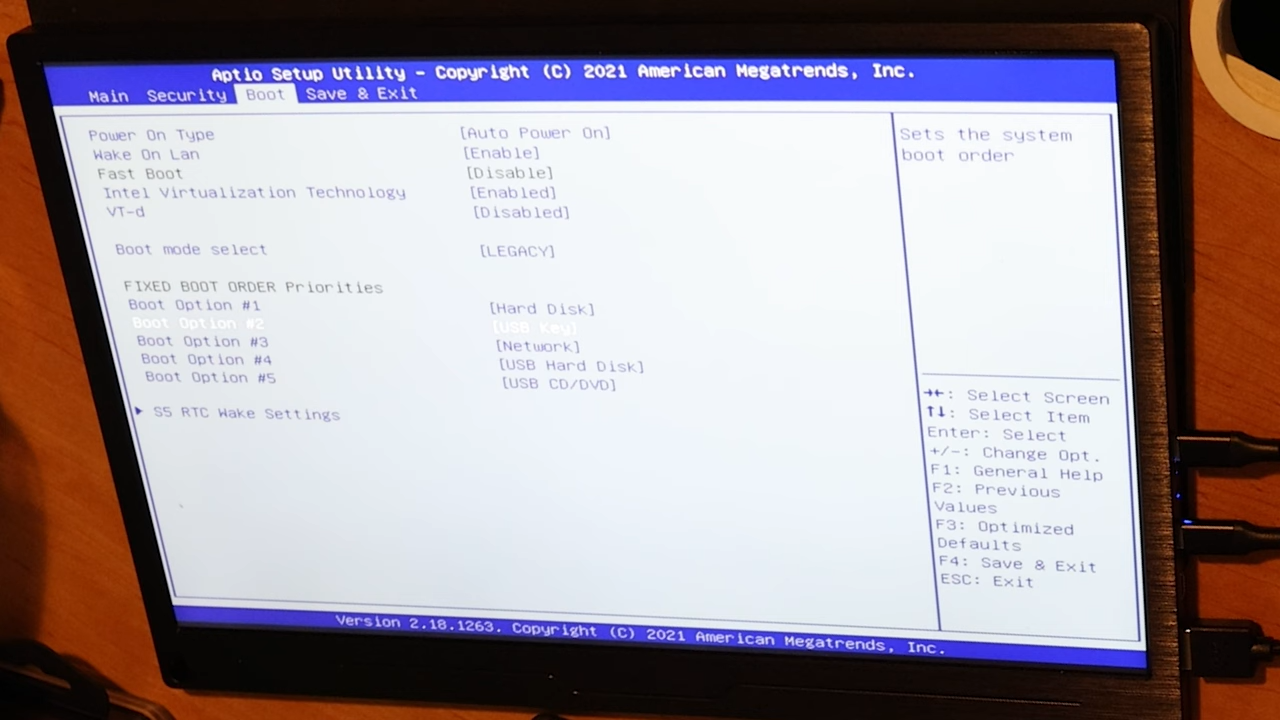 Aptio Setup Utility – Copyright (C) 2021 American Megatrends, Inc.
Main Security Boot Save & Exit
Power On Type [Auto Power On]
Wake On Lan [Enable]
Fast Boot [Disable]
Intel Virtualization Technology [Enabled]
VT-d [Disabled]
Boot mode select [LEGACY]
FIXED BOOT ORDER Priorities
Boot Option #1 [Hard Disk]
Boot Option #2 [USB Key]
Boot Option #3 [Network]
Boot Option #4 [USB Hard Disk]
Boot Option #5 [USB CD/DVD]
► S5 RTC Wake Settings
Sets the system
boot order
→←: Select Screen
↑↓: Select Item
Enter: Select
+/-: Change Opt.
F1: General Help
F2: Previous
Values
F3: Optimized
Defaults
F4: Save & Exit
ESC: Exit
Version 2.18.1263. Copyright (C) 2021 American Megatrends, Inc.